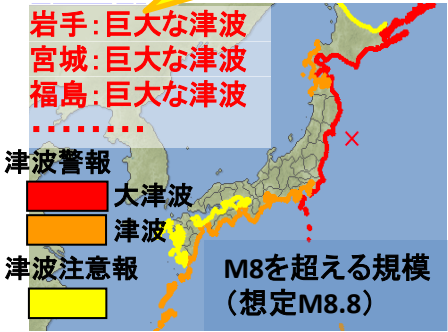 岩手：巨大な津波
宮城：巨大な津波
福島：巨大な津波
・・・・・・・・
津波警報
大津波
津波
津波注意報
M8を超える規模
（想定M8.8）